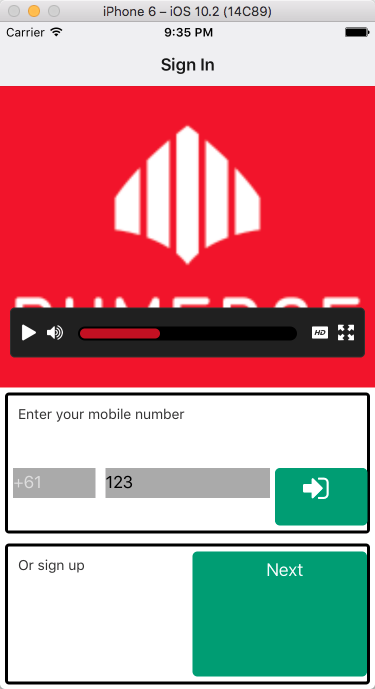 iPhone 6 – iOS 10.2 (14C89)
Carrier 9:35 PM
Sign In
HD
Enter your mobile number
+61 123
Or sign up
Next